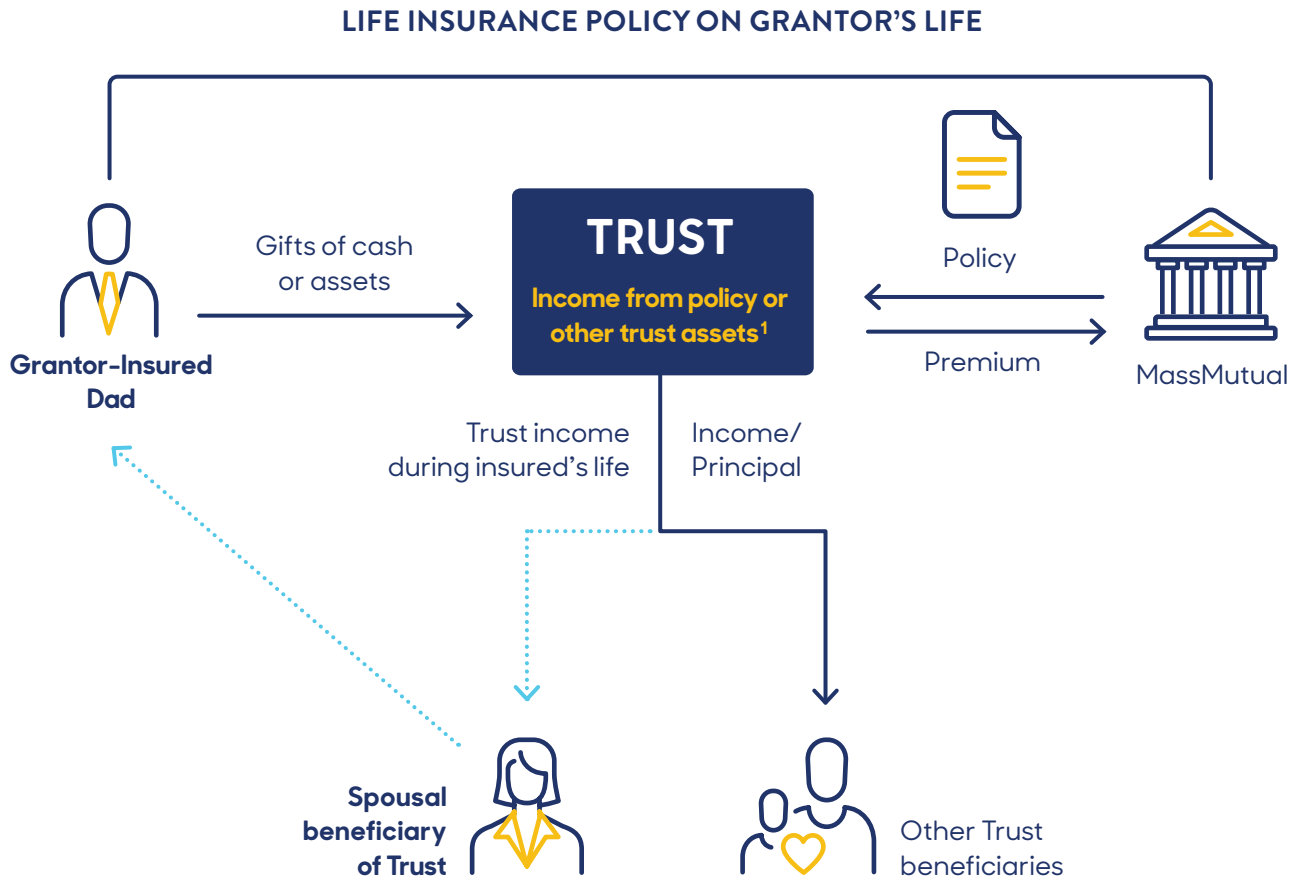 LIFE INSURANCE POLICY ON GRANTOR'S LIFE
Gifts of cash
or assets
TRUST
Income from policy or
other trust assets¹
Policy
Premium
Grantor-Insured
Dad
MassMutual
Trust income
during insured's life
Income/
Principal
Spousal
beneficiary
of Trust
Other Trust
beneficiaries